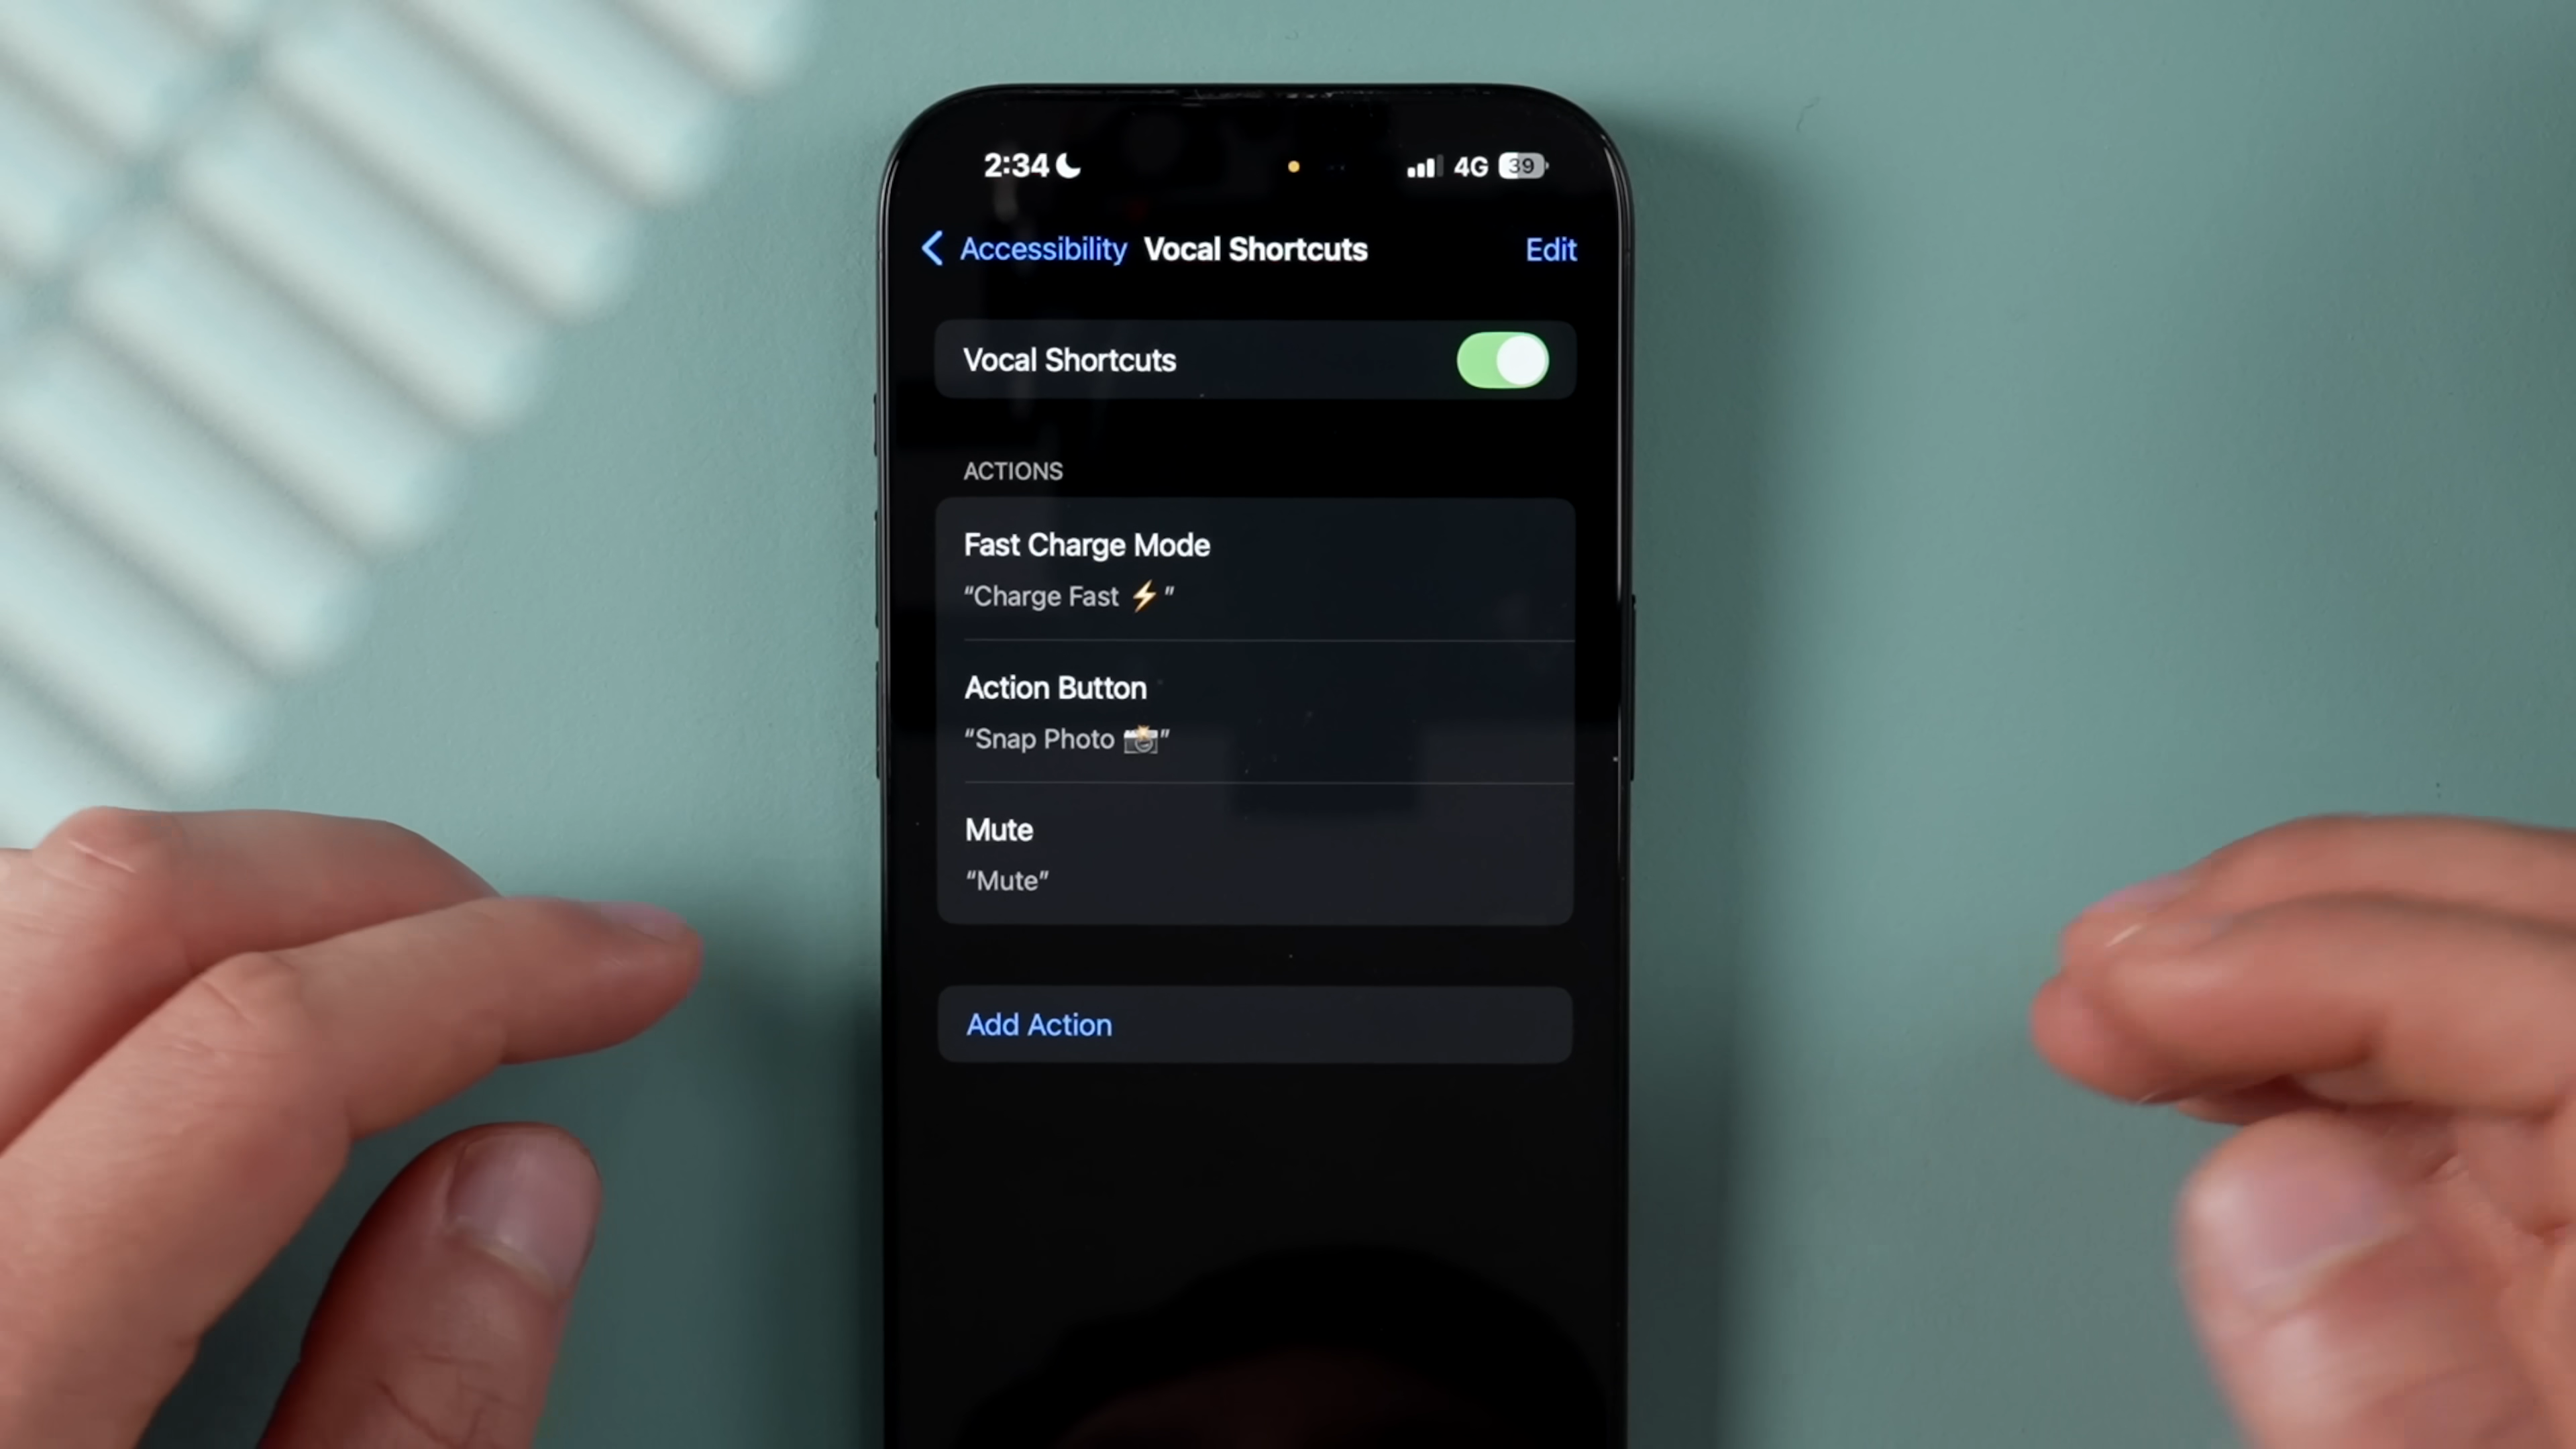 2:34 4G 39
Accessibility Vocal Shortcuts Edit
Vocal Shortcuts
ACTIONS
Fast Charge Mode
“Charge Fast ⚡ ”
Action Button
“Snap Photo 📸”
Mute
“Mute”
Add Action